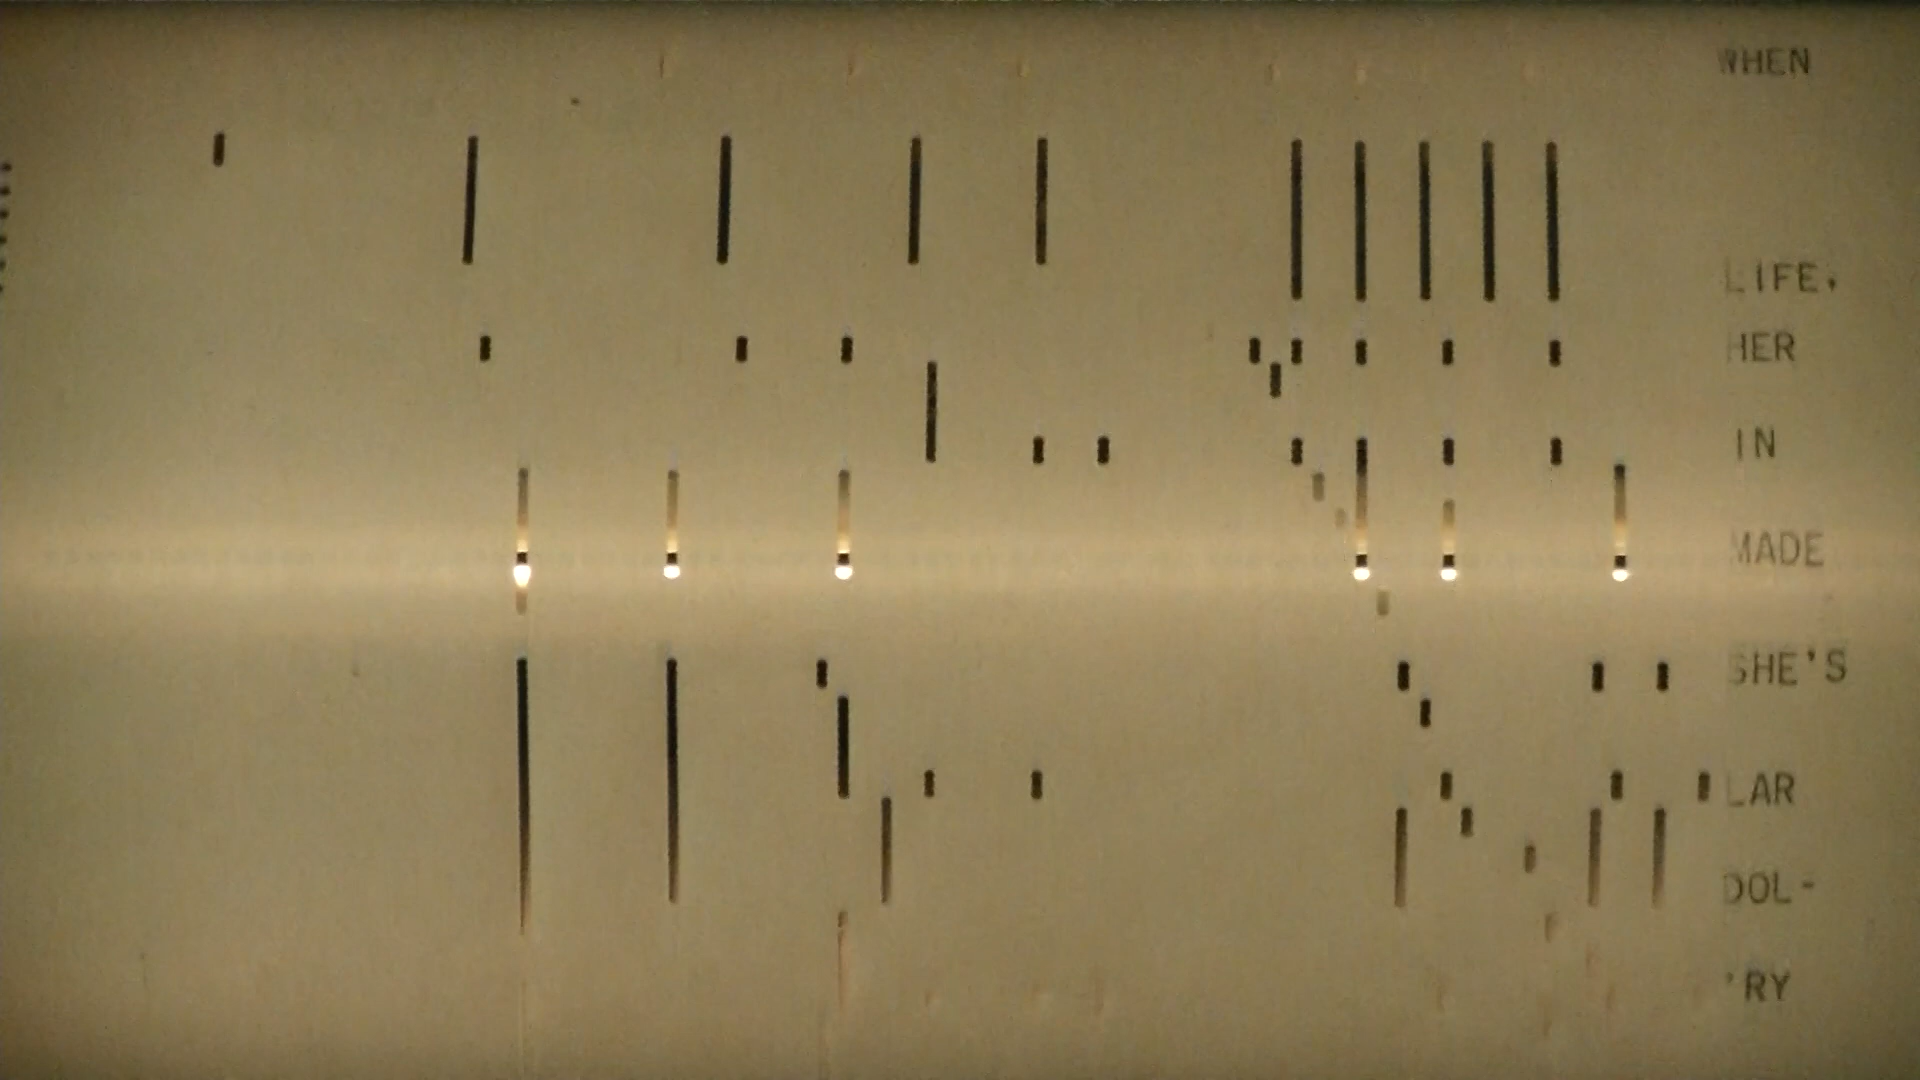 WHEN
LIFE,
HER
IN
MADE
SHE'S
LAR
DOL-
'RY